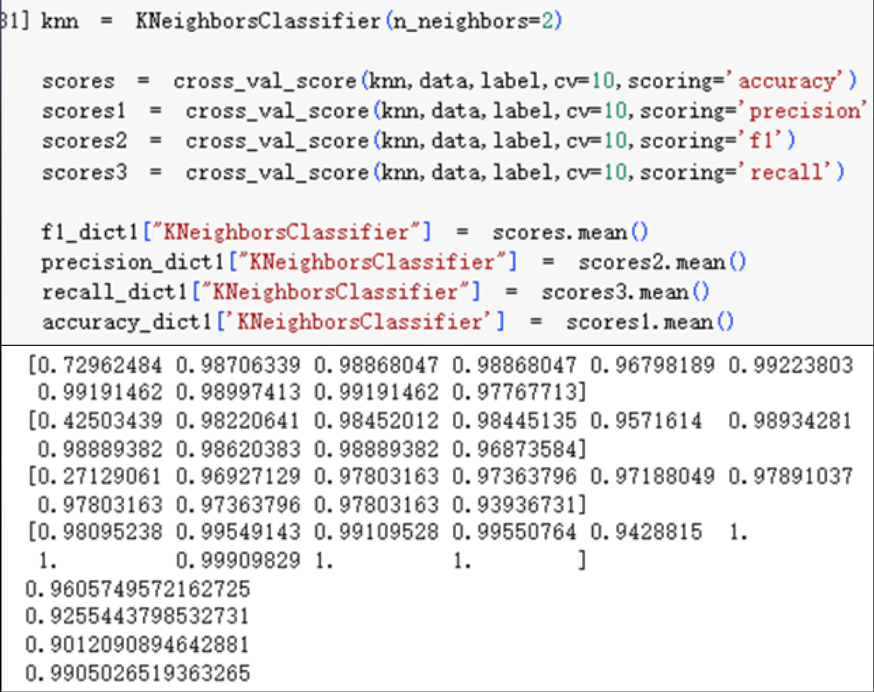 31] knn = KNeighborsClassifier(n_neighbors=2)
scores = cross_val_score(knn,data,label,cv=10,scoring='accuracy')
scores1 = cross_val_score(knn,data,label,cv=10,scoring='precision'
scores2 = cross_val_score(knn,data,label,cv=10,scoring='f1')
scores3 = cross_val_score(knn,data,label,cv=10,scoring='recall')
f1_dict1["KNeighborsClassifier"] = scores.mean()
precision_dict1["KNeighborsClassifier"] = scores2.mean()
recall_dict1["KNeighborsClassifier"] = scores3.mean()
accuracy_dict1['KNeighborsClassifier'] = scores1.mean()
[0.72962484 0.98706339 0.98868047 0.98868047 0.96798189 0.99223803
0.99191462 0.98997413 0.99191462 0.97767713]
[0.42503439 0.98220641 0.98452012 0.98445135 0.9571614 0.98934281
0.98889382 0.98620383 0.98889382 0.96873584]
[0.27129061 0.96927129 0.97803163 0.97363796 0.97188049 0.97891037
0.97803163 0.97363796 0.97803163 0.93936731]
[0.98095238 0.99549143 0.99109528 0.99550764 0.9428815 1.
1. 0.99909829 1. 1. ]
0.9605749572162725
0.9255443798532731
0.9012090894642881
0.9905026519363265